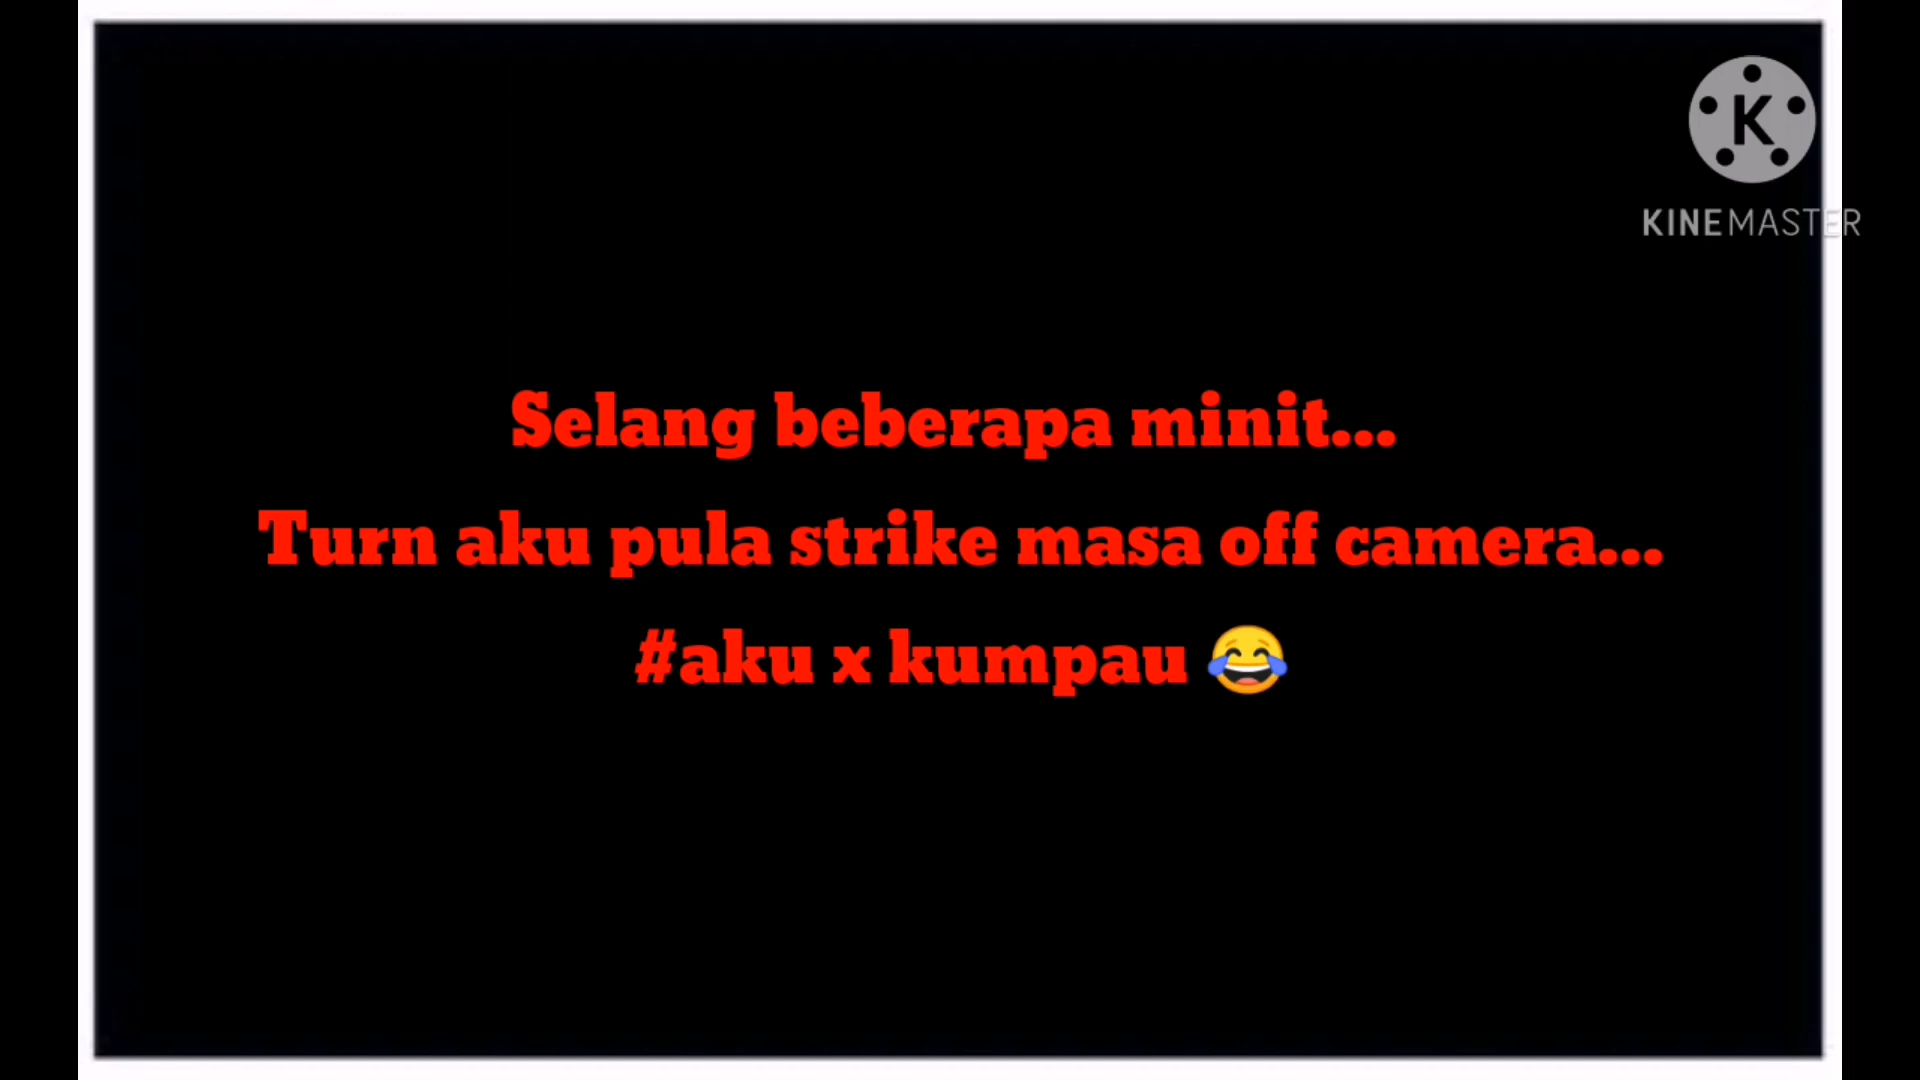 K
KINEMASTER
Selang beberapa minit...
Turn aku pula strike masa off camera...
#aku x kumpau 😂